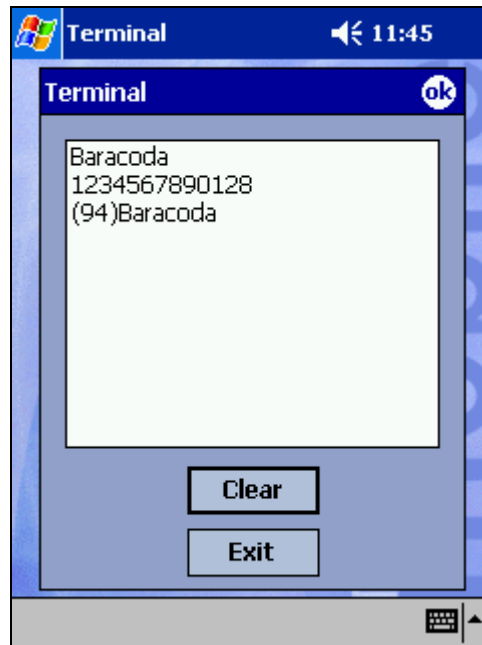 Terminal 11:45
Terminal ok
Baracoda
1234567890128
(94)Baracoda
Clear
Exit